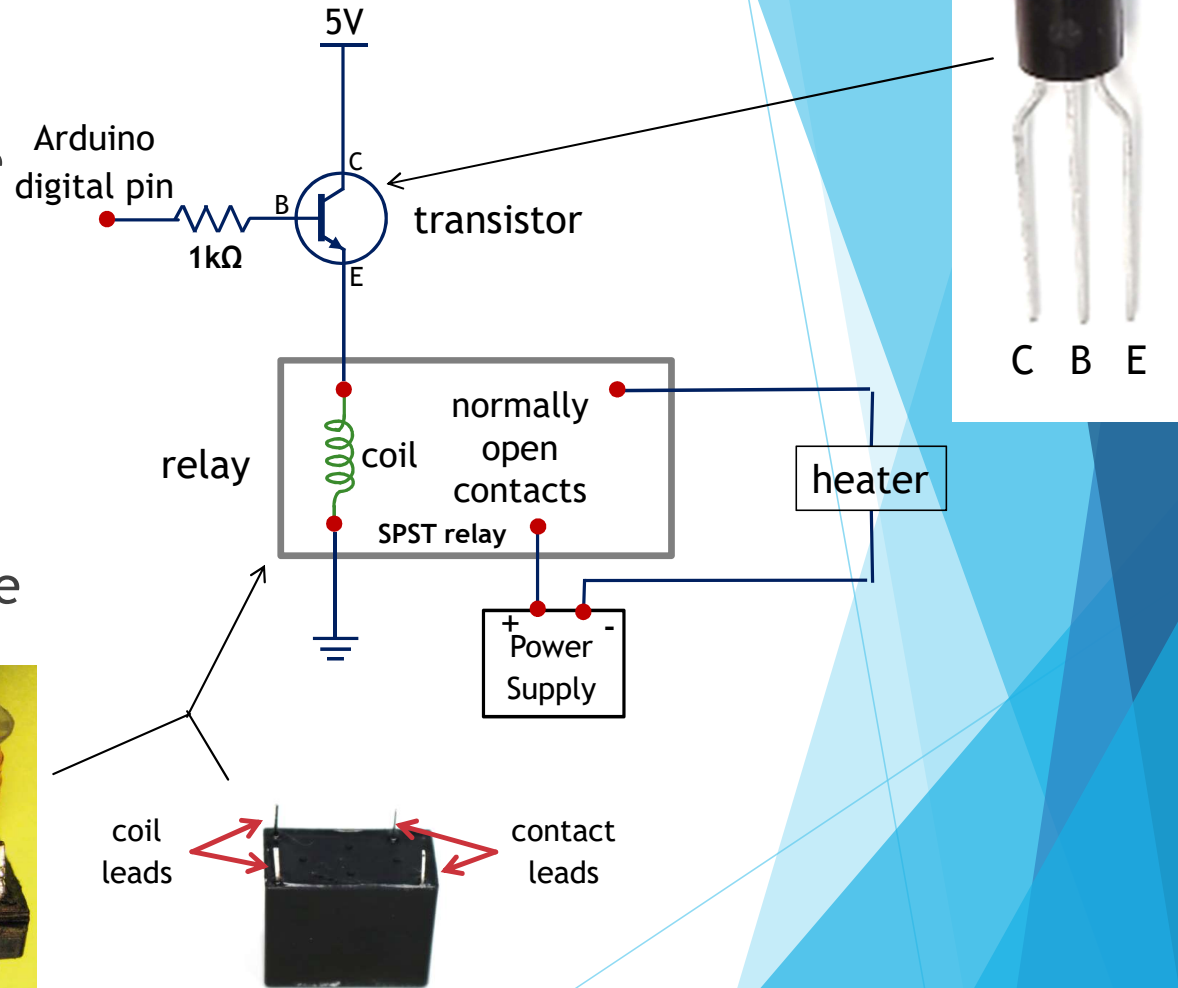 5V
Arduino
digital pin
C
B
E
1kΩ
transistor
C B E
relay
coil
normally
open
contacts
SPST relay
heater
e
+ -
Power
Supply
coil
leads
contact
leads